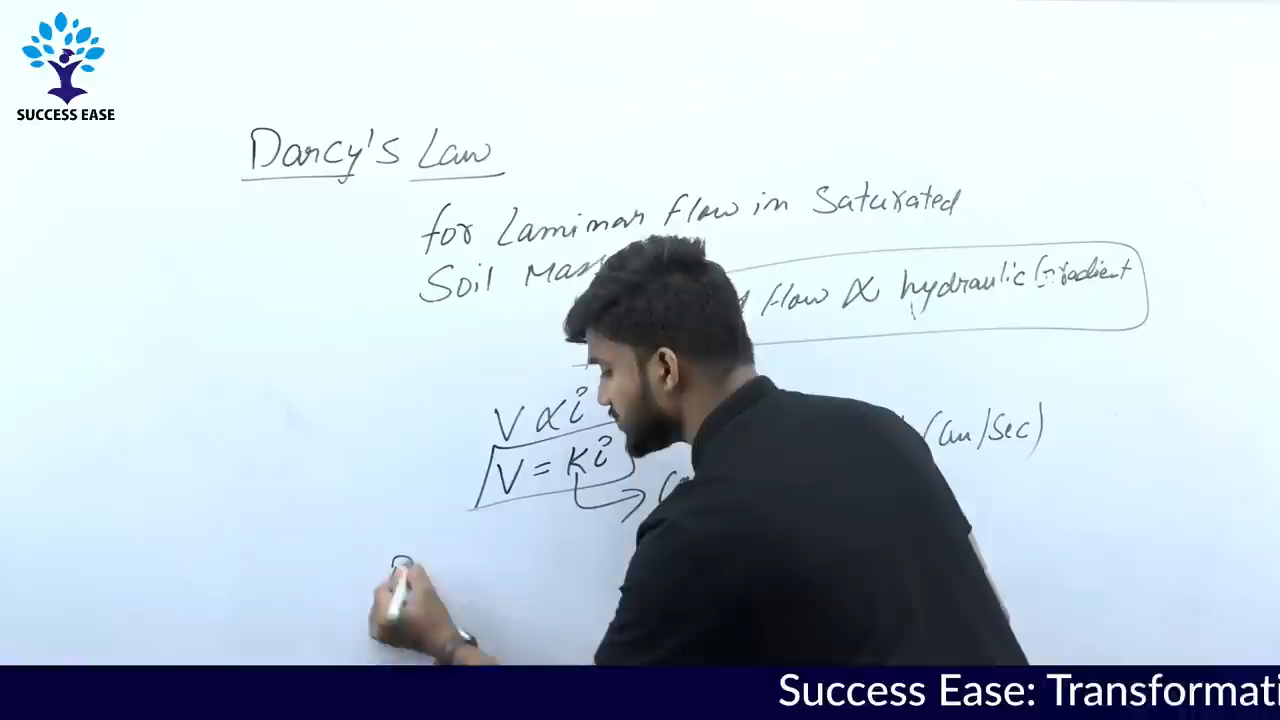 SUCCESS EASE
Darcy's Law
for Laminar flow in Saturated
Soil Mass
flow ∝ hydraulic Gradient
V ∝ i
V = Ki
(cm/sec)
Success Ease: Transformati